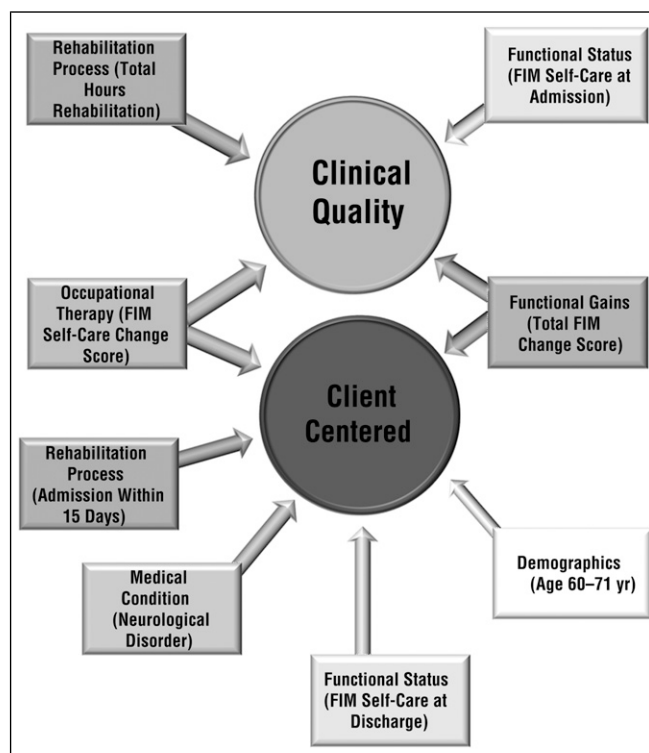 Rehabilitation
Process (Total
Hours
Rehabilitation)
Functional Status
(FIM Self-Care at
Admission)
Clinical
Quality
Occupational
Therapy (FIM
Self-Care Change
Score)
Functional Gains
(Total FIM
Change Score)
Client
Centered
Rehabilitation
Process
(Admission Within
15 Days)
Demographics
(Age 60–71 yr)
Medical
Condition
(Neurological
Disorder)
Functional Status
(FIM Self-Care at
Discharge)